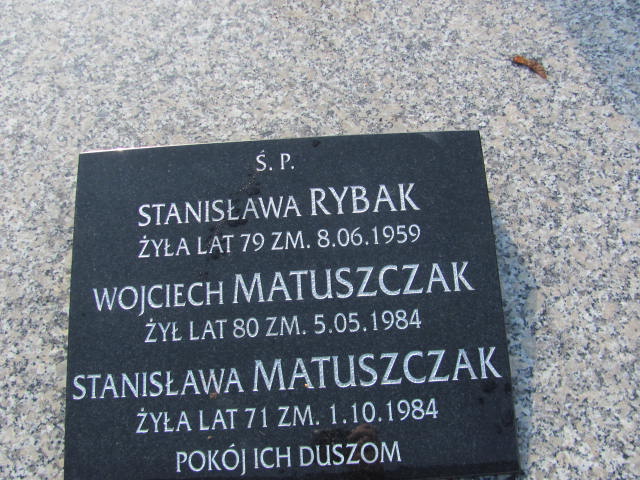 Ś. P.
STANISŁAWA RYBAK
ŻYŁA LAT 79 ZM. 8.06.1959
WOJCIECH MATUSZCZAK
ŻYŁ LAT 80 ZM. 5.05.1984
STANISŁAWA MATUSZCZAK
ŻYŁA LAT 71 ZM. 1.10.1984
POKÓJ ICH DUSZOM